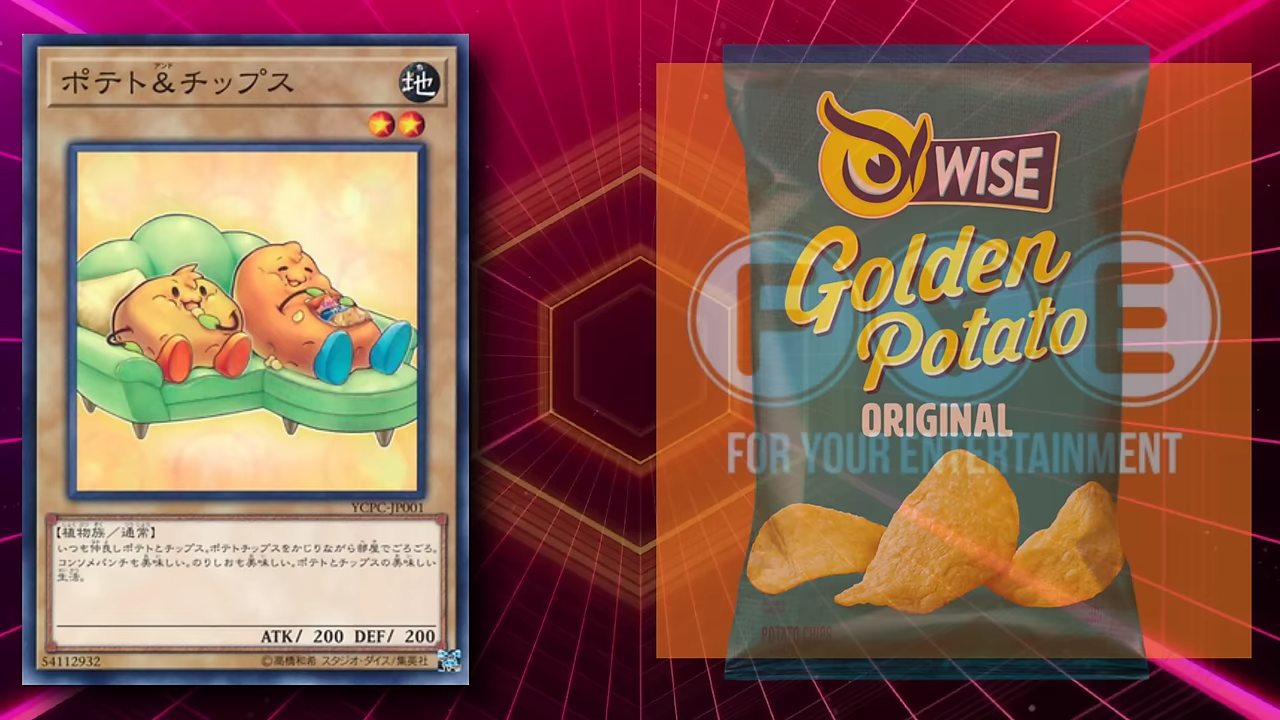 ポテト&チップス
アンド
地
YCPC-JP001
【植物族／通常】
いつも仲良しポテトとチップス。ポテトチップスをかじりながら部屋でごろごろ。
コンソメパンチも美味しい。のりしおも美味しい。ポテトとチップスの美味しい
生活。
ATK/ 200 DEF/ 200
54112932
©高橋和希 スタジオ・ダイス/集英社
WISE
Golden
Potato
ORIGINAL
FYE
FOR YOUR ENTERTAINMENT
POTATO CHIPS